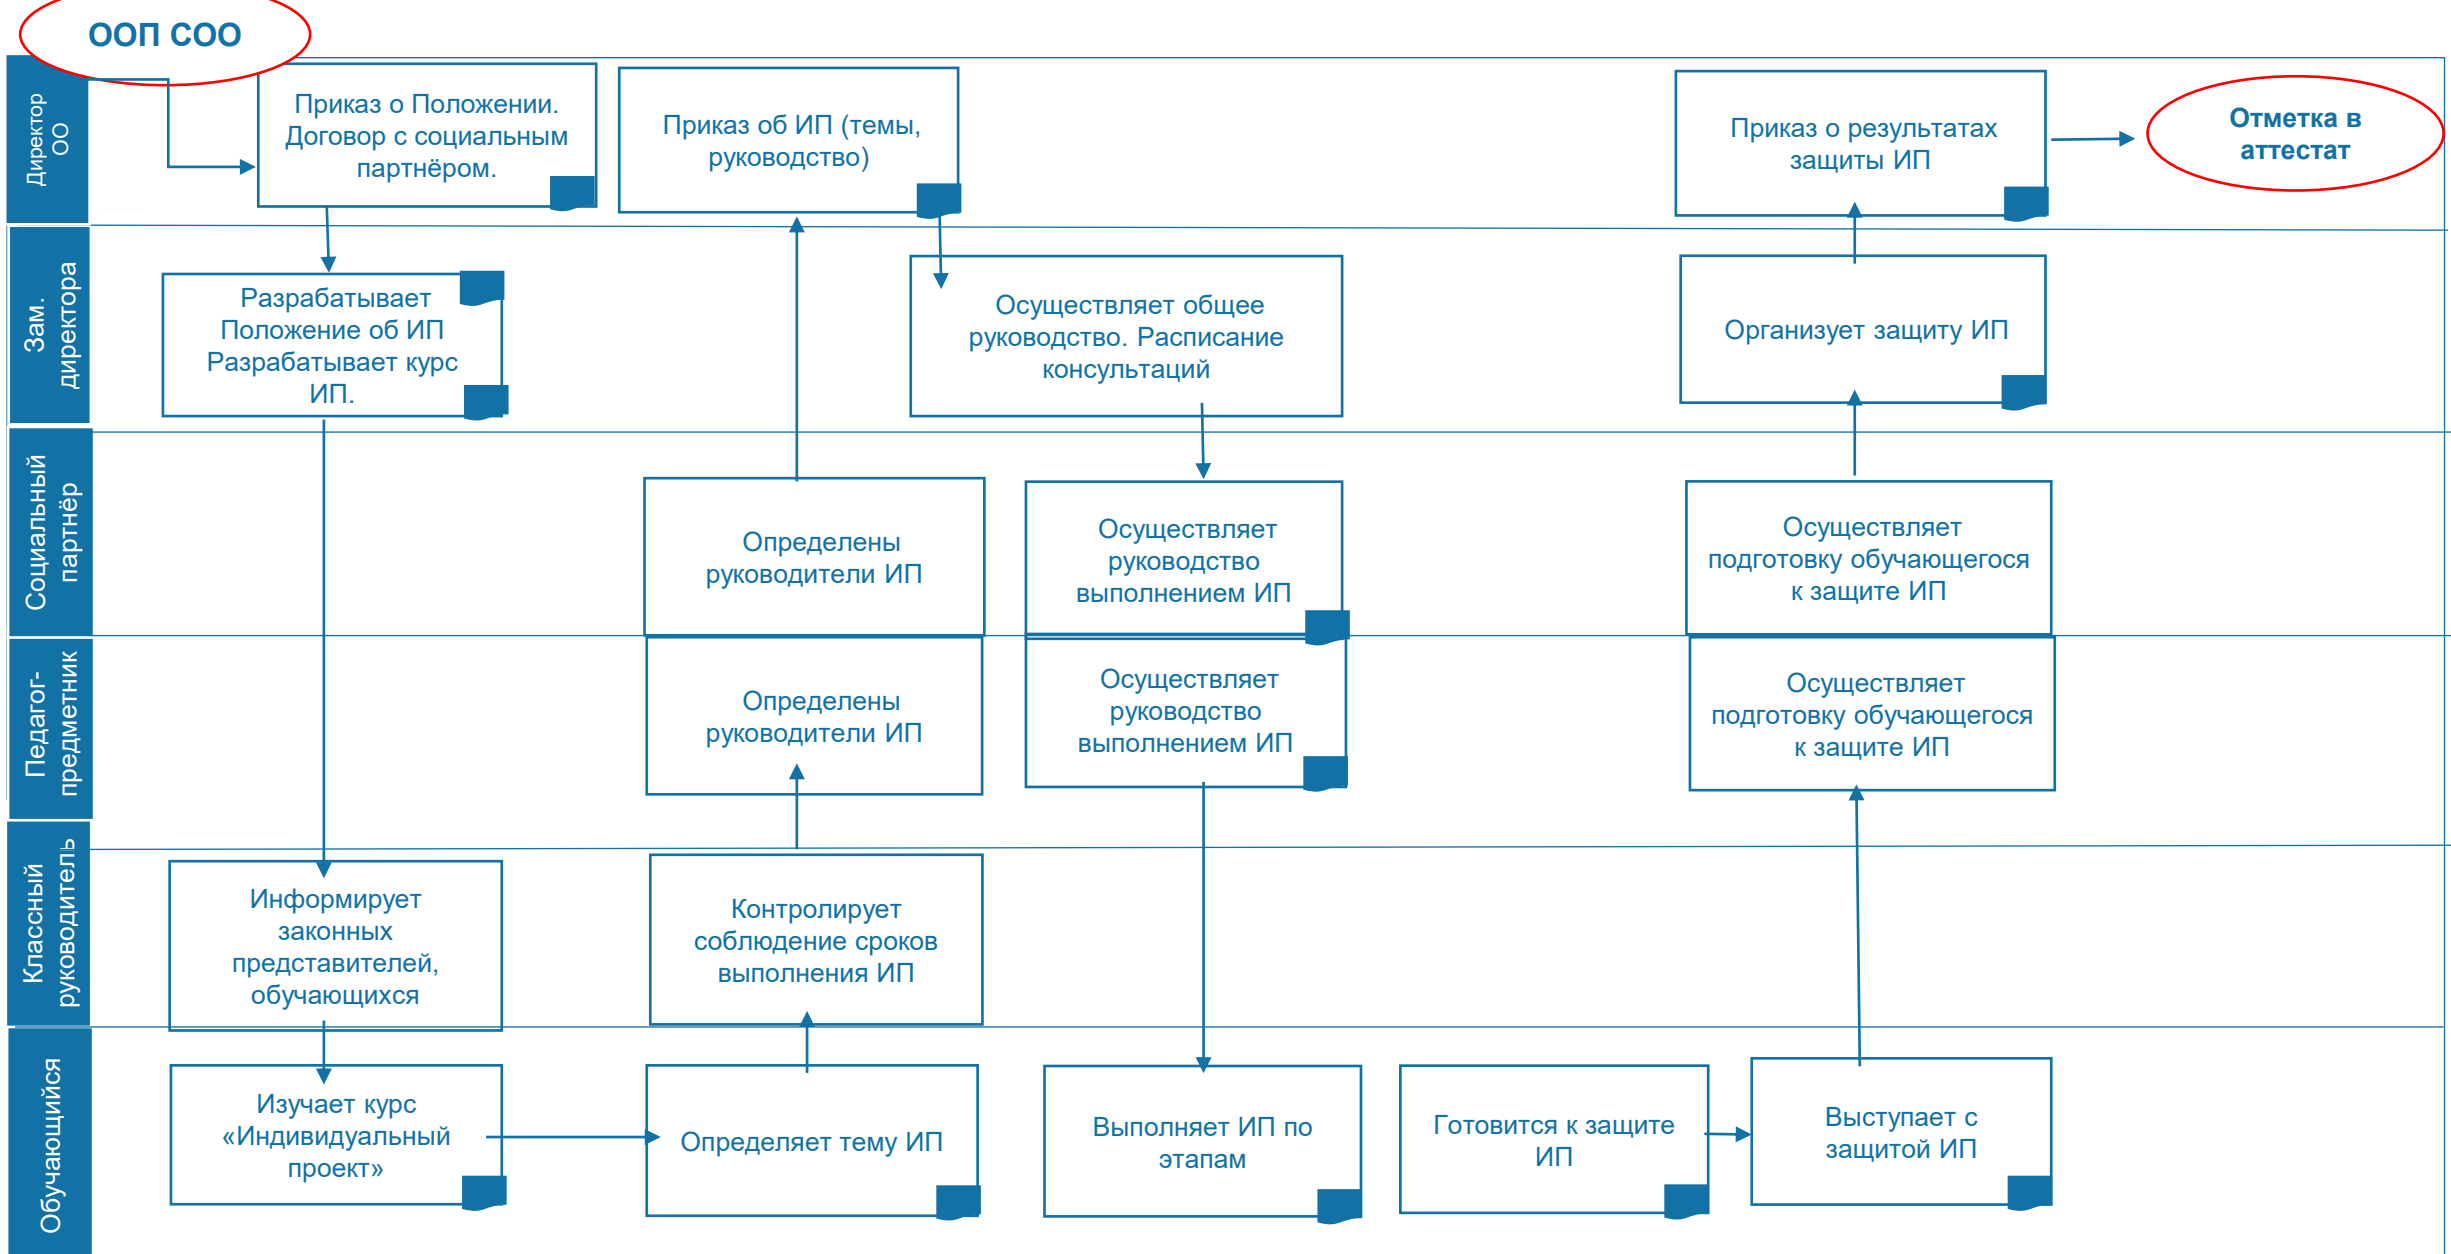 ООП СОО
Директор
ОО
Приказ о Положении.
Договор с социальным
партнёром.
Приказ об ИП (темы,
руководство)
Приказ о результатах
защиты ИП
Отметка в
аттестат
Зам.
директора
Разрабатывает
Положение об ИП
Разрабатывает курс
ИП.
Осуществляет общее
руководство. Расписание
консультаций
Организует защиту ИП
Социальный
партнёр
Определены
руководители ИП
Осуществляет
руководство
выполнением ИП
Осуществляет
подготовку обучающегося
к защите ИП
Педагог-
предметник
Определены
руководители ИП
Осуществляет
руководство
выполнением ИП
Осуществляет
подготовку обучающегося
к защите ИП
Классный
руководитель
Информирует
законных
представителей,
обучающихся
Контролирует
соблюдение сроков
выполнения ИП
Обучающийся
Изучает курс
«Индивидуальный
проект»
Определяет тему ИП
Выполняет ИП по
этапам
Готовится к защите
ИП
Выступает с
защитой ИП